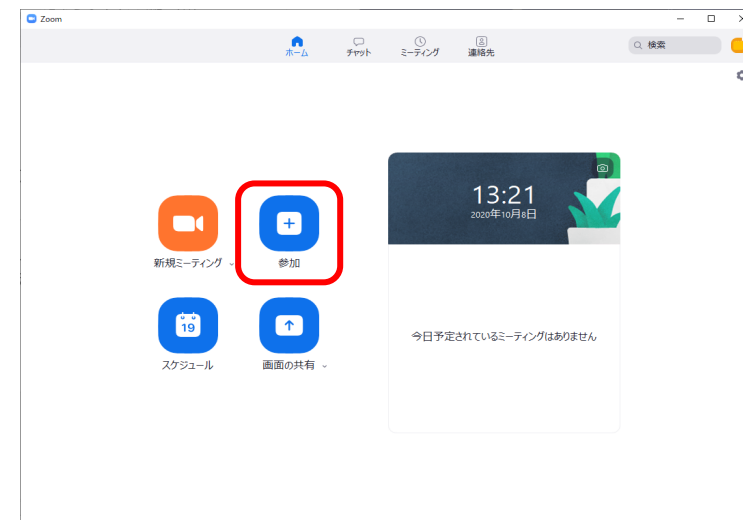 Zoom
ホーム
チャット
ミーティング
連絡先
検索
13:21
2020年10月8日
新規ミーティング
参加
19
スケジュール
画面の共有
今日予定されているミーティングはありません